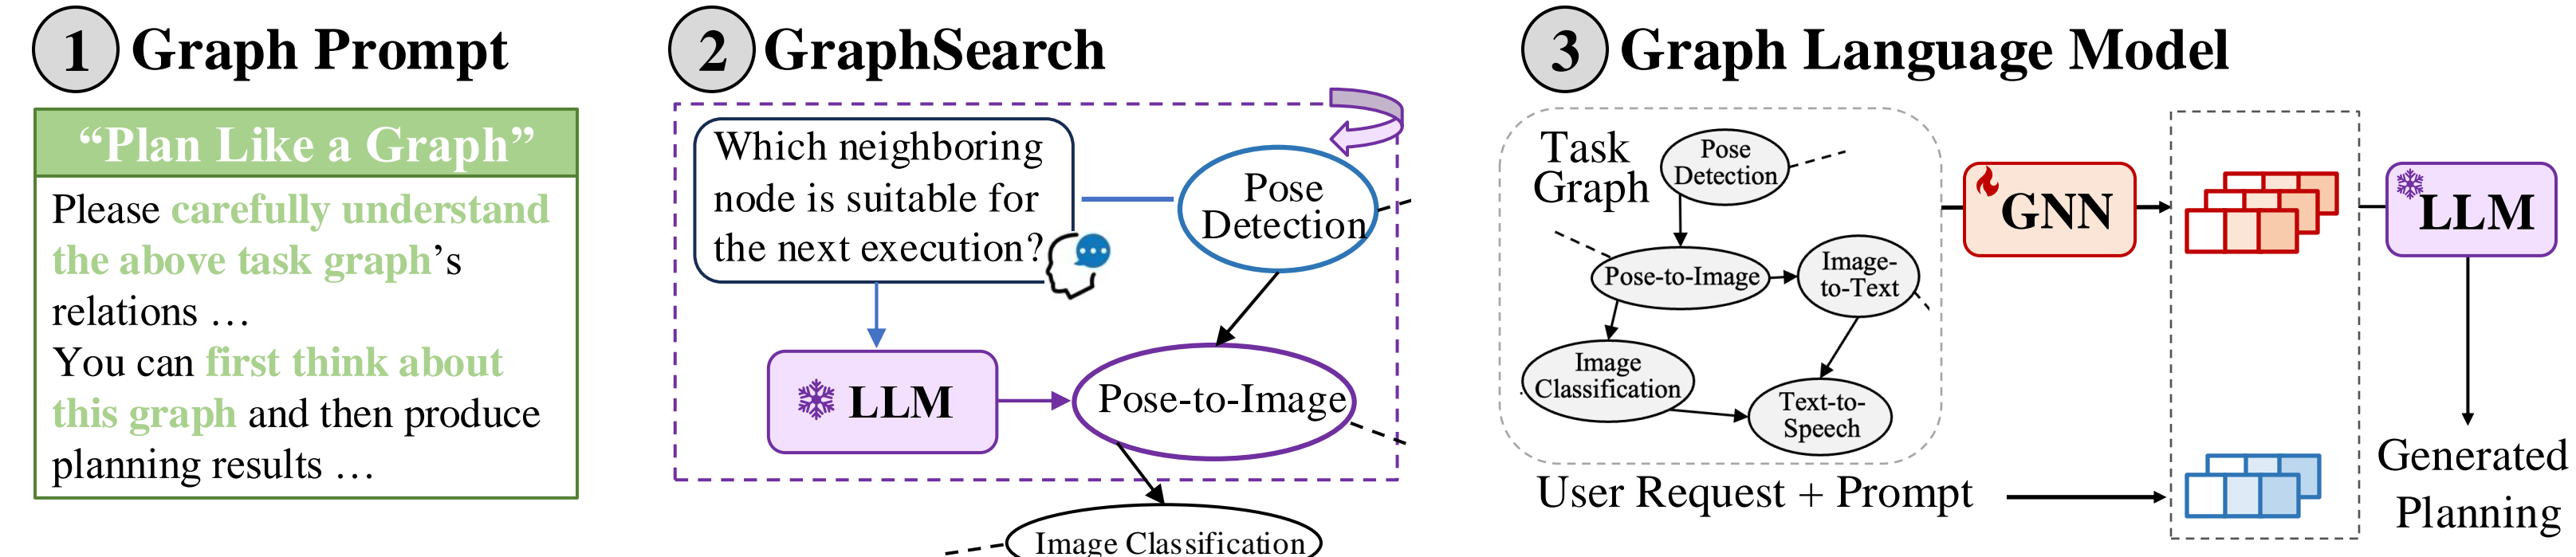 1 Graph Prompt
“Plan Like a Graph”
Please carefully understand
the above task graph’s
relations …
You can first think about
this graph and then produce
planning results …
2 GraphSearch
Which neighboring
node is suitable for
the next execution?
Pose
Detection
LLM
Pose-to-Image
Image Classification
3 Graph Language Model
Task
Graph
Pose
Detection
Pose-to-Image
Image-
to-Text
Image
Classification
Text-to-
Speech
User Request + Prompt
GNN
LLM
Generated
Planning